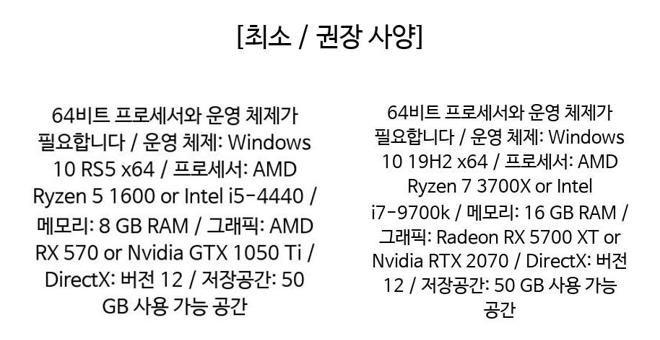 [최소 / 권장 사양]
64비트 프로세서와 운영 체제가
필요합니다 / 운영 체제: Windows
10 RS5 x64 / 프로세서: AMD
Ryzen 5 1600 or Intel i5-4440 /
메모리: 8 GB RAM / 그래픽: AMD
RX 570 or Nvidia GTX 1050 Ti /
DirectX: 버전 12 / 저장공간: 50
GB 사용 가능 공간
64비트 프로세서와 운영 체제가
필요합니다 / 운영 체제: Windows
10 19H2 x64 / 프로세서: AMD
Ryzen 7 3700X or Intel
i7-9700k / 메모리: 16 GB RAM /
그래픽: Radeon RX 5700 XT or
Nvidia RTX 2070 / DirectX: 버전
12 / 저장공간: 50 GB 사용 가능
공간